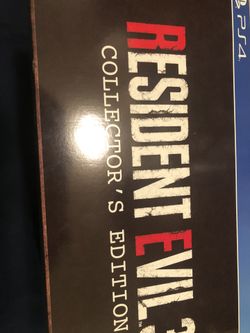 PS4
RESIDENT EVIL 3
COLLECTOR'S EDITION